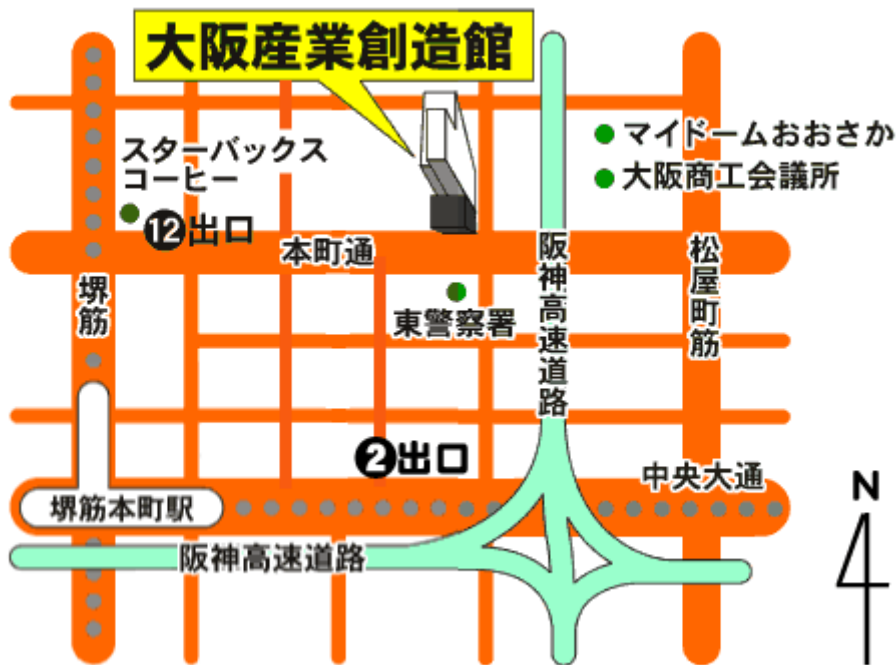 大阪産業創造館
マイドームおおさか
大阪商工会議所
スターバックス
コーヒー
12出口
本町通
堺筋
阪神高速道路
松屋町筋
東警察署
2出口
中央大通
堺筋本町駅
阪神高速道路
N